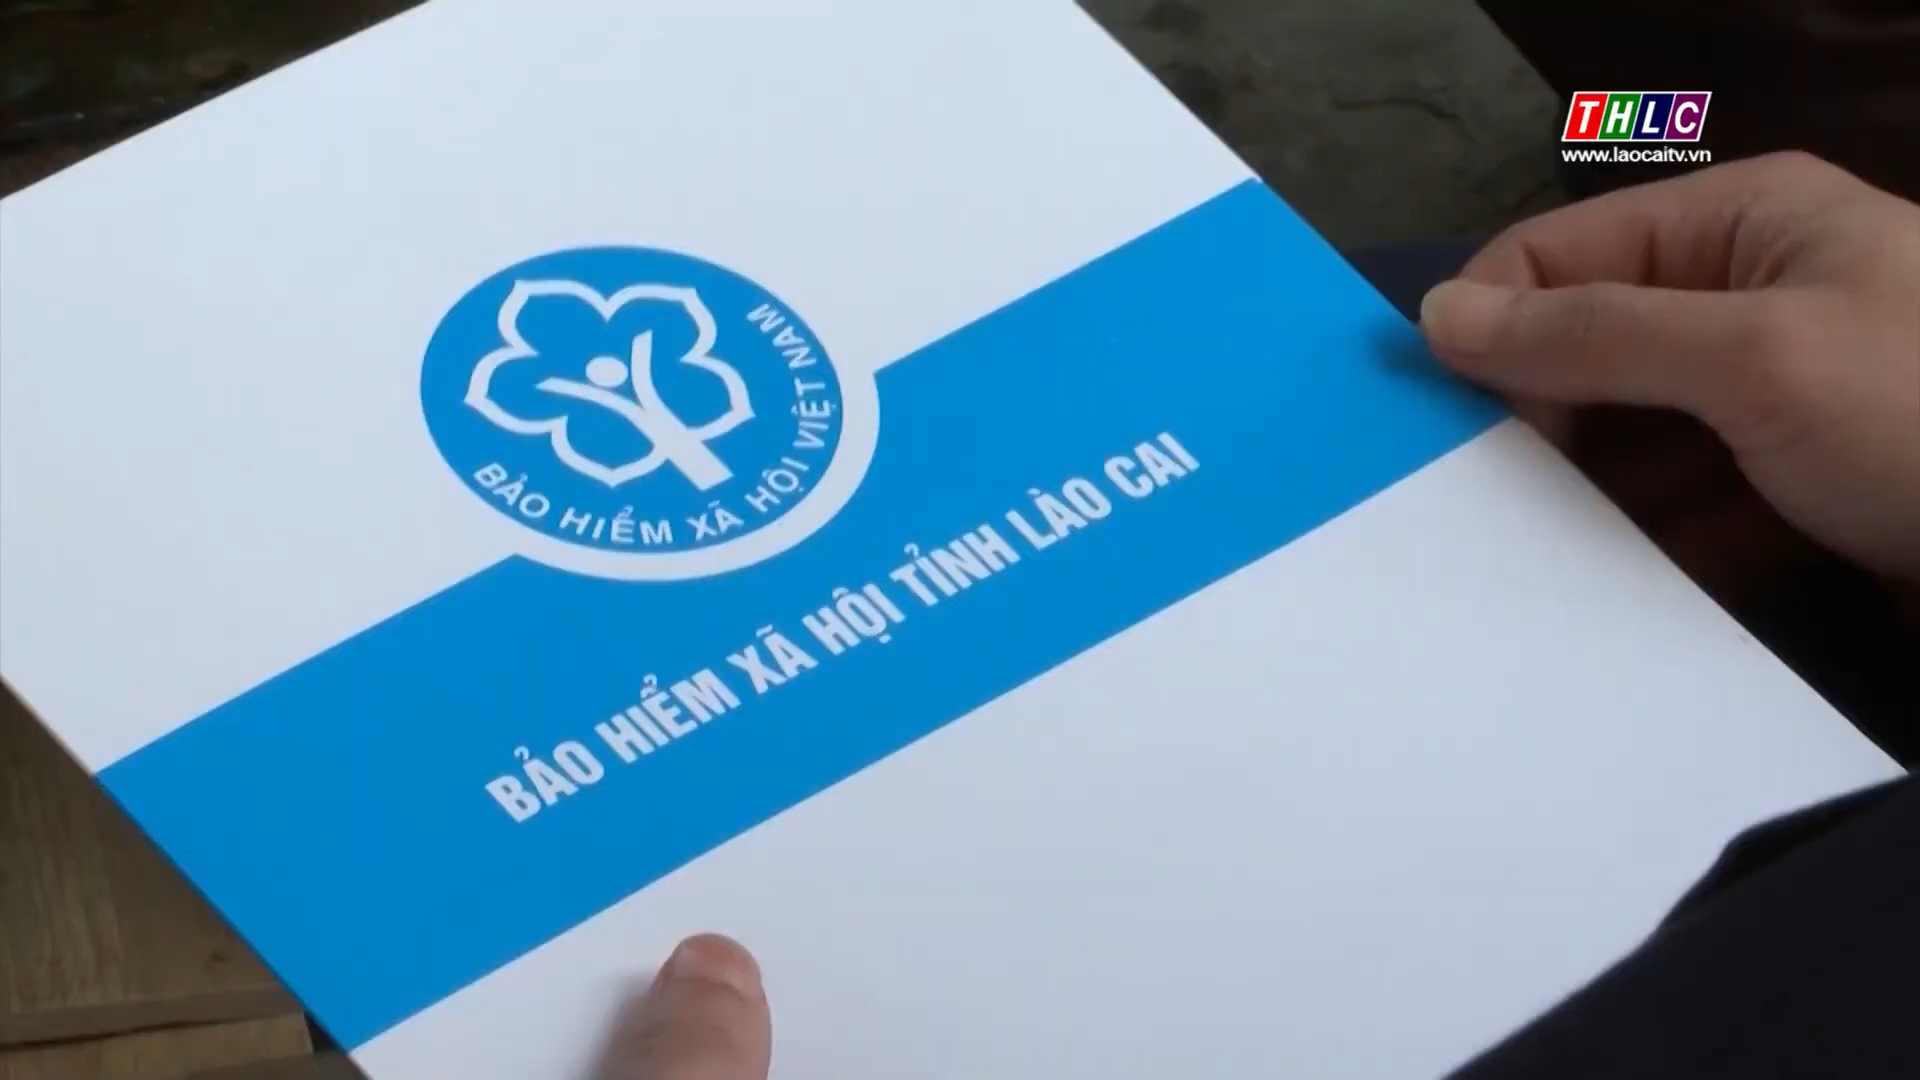 THLC
www.laocaitv.vn
BẢO HIỂM XÃ HỘI VIỆT NAM
BẢO HIỂM XÃ HỘI TỈNH LÀO CAI